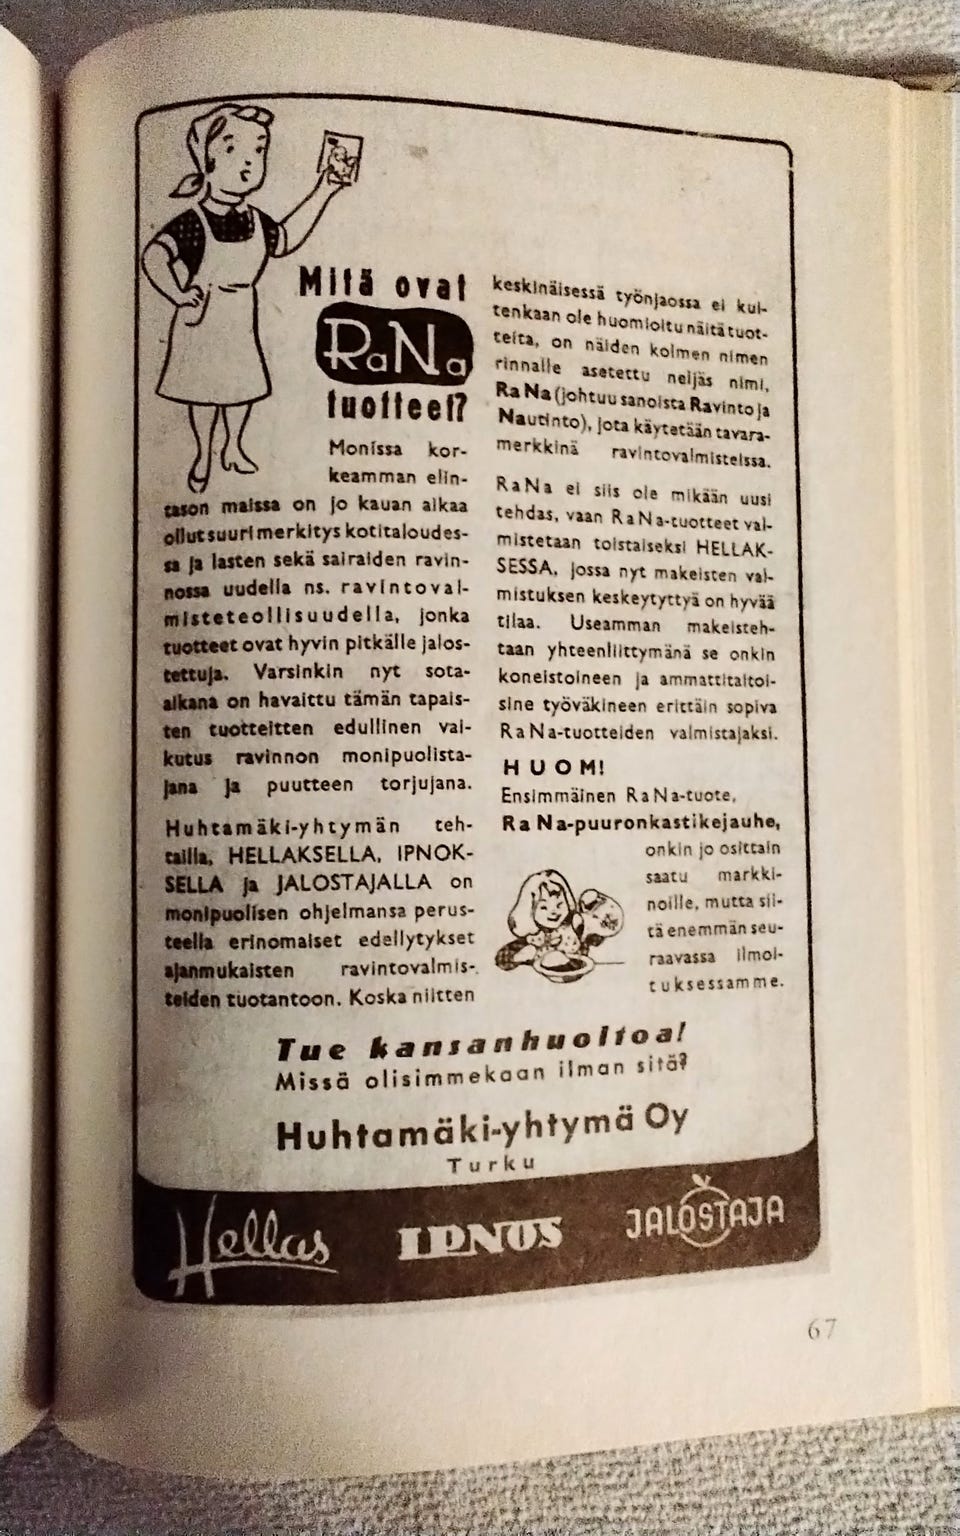 Mitä ovat
RaNa
tuotteet?
Monissa kor-
keamman elin-
tason maissa on jo kauan aikaa
ollut suuri merkitys kotitaloudes-
sa ja lasten sekä sairaiden ravin-
nossa uudella ns. ravintoval-
misteteollisuudella, jonka
tuotteet ovat hyvin pitkälle jalos-
tettuja. Varsinkin nyt sota-
aikana on havaittu tämän tapais-
ten tuotteitten edullinen vai-
kutus ravinnon monipuolista-
jana ja puutteen torjujana.
Huhtamäki-yhtymän teh-
tailla, HELLAKSELLA, IPNOK-
SELLA ja JALOSTAJALLA on
monipuolisen ohjelmansa perus-
teella erinomaiset edellytykset
ajanmukaisten ravintovalmis-
teiden tuotantoon. Koska niitten
keskinäisessä työnjaossa ei kui-
tenkaan ole huomioitu näitä tuot-
teita, on näiden kolmen nimen
rinnalle asetettu neljäs nimi,
RaNa (johtuu sanoista Ravinto ja
Nautinto), jota käytetään tavara-
merkkinä ravintovalmisteissa.
RaNa ei siis ole mikään uusi
tehdas, vaan RaNa-tuotteet val-
mistetaan toistaiseksi HELLAK-
SESSA, jossa nyt makeisten val-
mistuksen keskeytyttyä on hyvää
tilaa. Useamman makeisteh-
taan yhteenliittymänä se onkin
koneistoineen ja ammattitaitoi-
sine työväkineen erittäin sopiva
RaNa-tuotteiden valmistajaksi.
HUOM!
Ensimmäinen RaNa-tuote,
RaNa-puuronkastikejauhe,
onkin jo osittain
saatu markki-
noille, mutta sii-
tä enemmän seu-
raavassa ilmoi-
tuksessamme.
Tue kansanhuoltoa!
Missä olisimmekaan ilman sitä?
Huhtamäki-yhtymä Oy
Turku
Hellas
IPNOS
JALOSTAJA
67